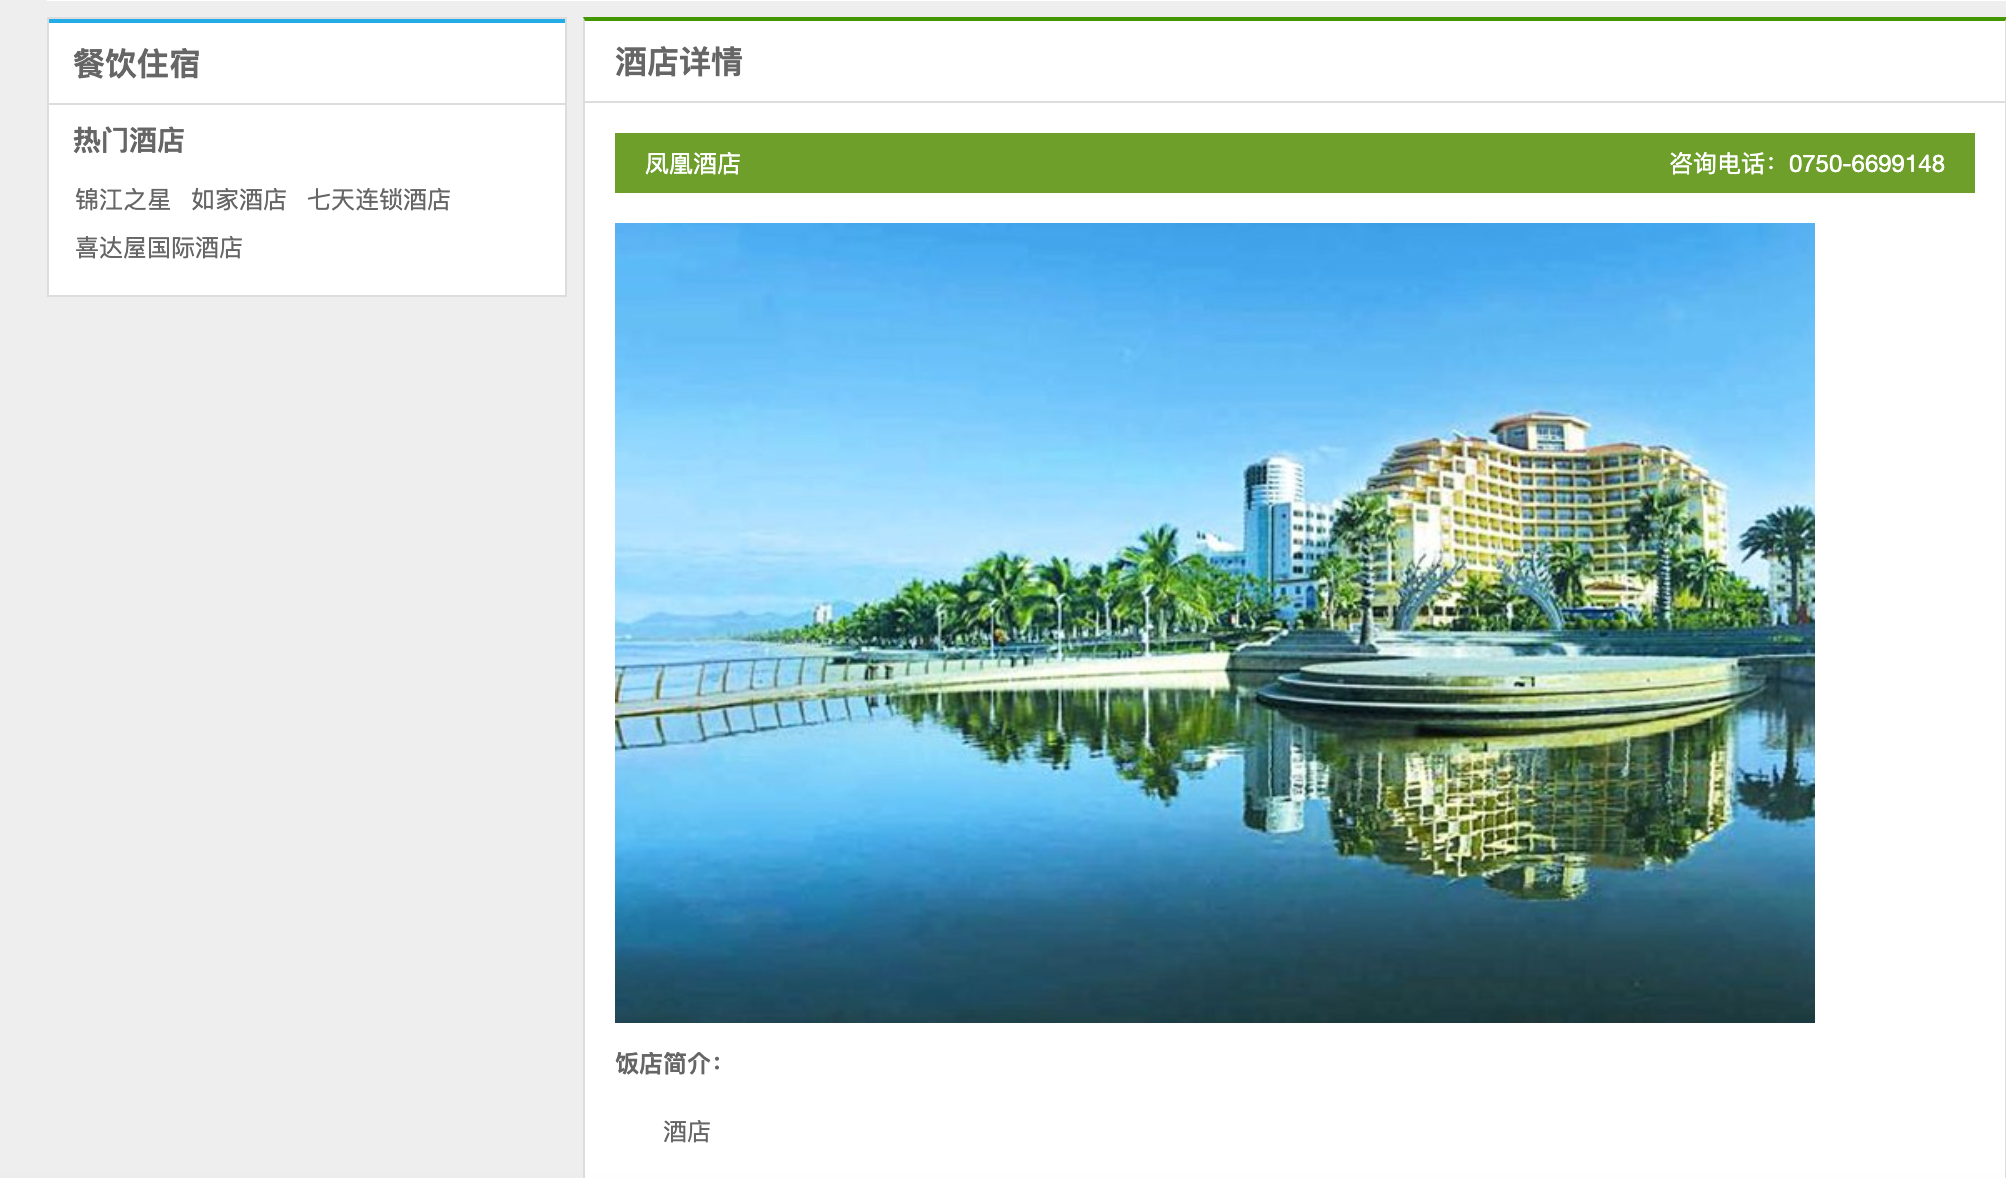 餐饮住宿
热门酒店
锦江之星 如家酒店 七天连锁酒店
喜达屋国际酒店
酒店详情
凤凰酒店 咨询电话：0750-6699148
饭店简介：
酒店